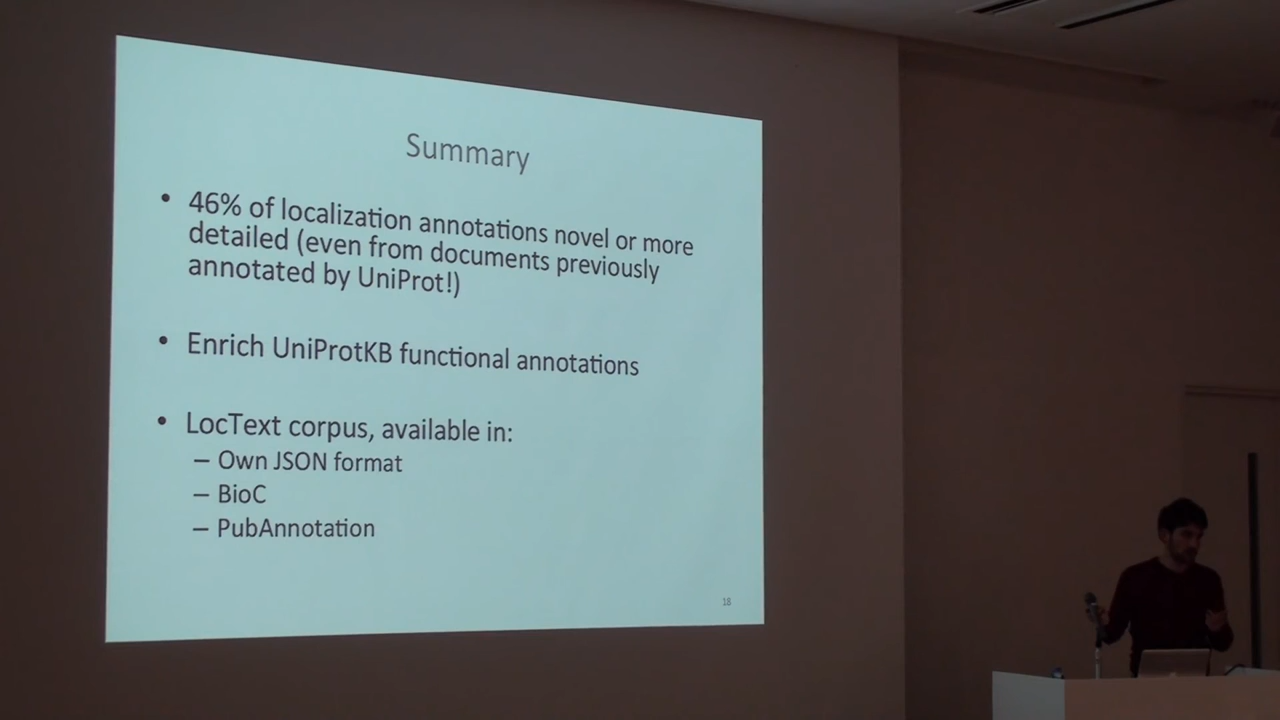 Summary
• 46% of localization annotations novel or more
detailed (even from documents previously
annotated by UniProt!)
• Enrich UniProtKB functional annotations
• LocText corpus, available in:
– Own JSON format
– BioC
– PubAnnotation
18